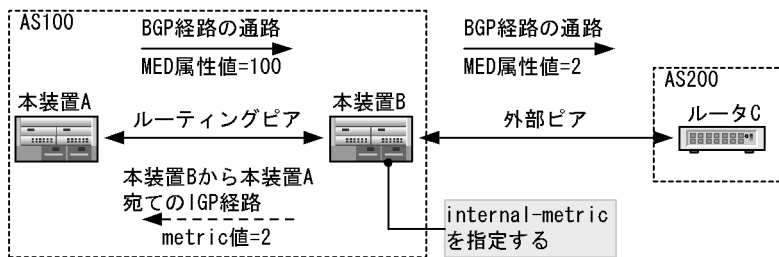 AS100
BGP経路の通路
MED属性値=100
BGP経路の通路
MED属性値=2
AS200
本装置A
ルーティングピア
本装置B
外部ピア
ルータC
本装置Bから本装置A
宛てのIGP経路
metric値=2
internal-metric
を指定する